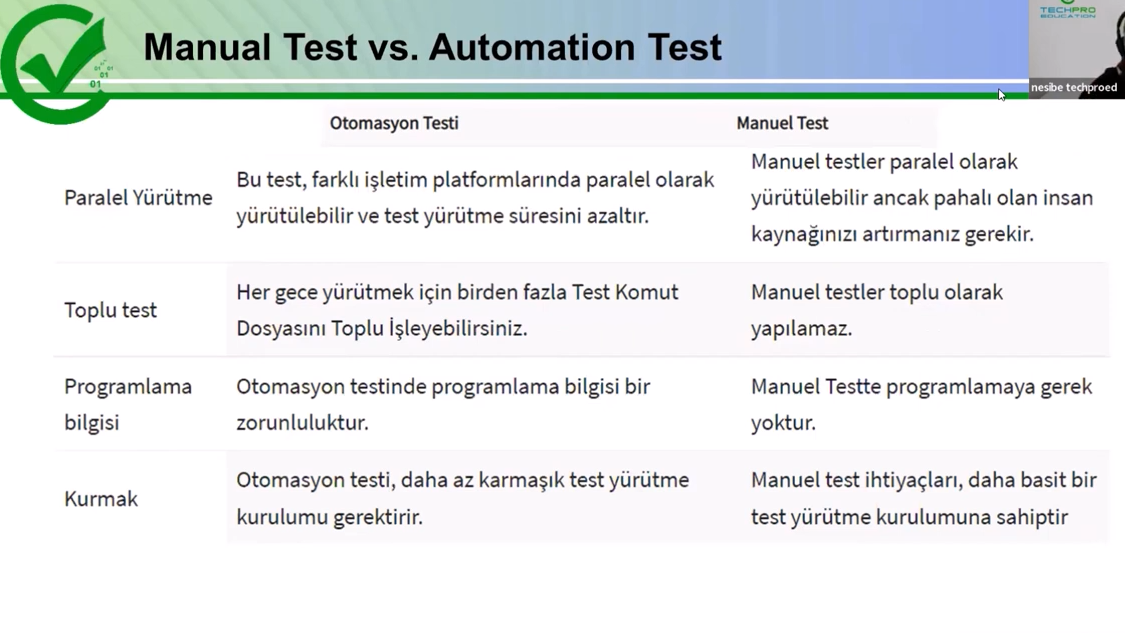 TECHPRO
EDUCATION
Manual Test vs. Automation Test
01 01
01
01
nesibe techproed
Otomasyon Testi
Manuel Test
Paralel Yürütme
Bu test, farklı işletim platformlarında paralel olarak
yürütülebilir ve test yürütme süresini azaltır.
Manuel testler paralel olarak
yürütülebilir ancak pahalı olan insan
kaynağınızı artırmanız gerekir.
Toplu test
Her gece yürütmek için birden fazla Test Komut
Dosyasını Toplu İşleyebilirsiniz.
Manuel testler toplu olarak
yapılamaz.
Programlama
bilgisi
Otomasyon testinde programlama bilgisi bir
zorunluluktur.
Manuel Testte programlamaya gerek
yoktur.
Kurmak
Otomasyon testi, daha az karmaşık test yürütme
kurulumu gerektirir.
Manuel test ihtiyaçları, daha basit bir
test yürütme kurulumuna sahiptir